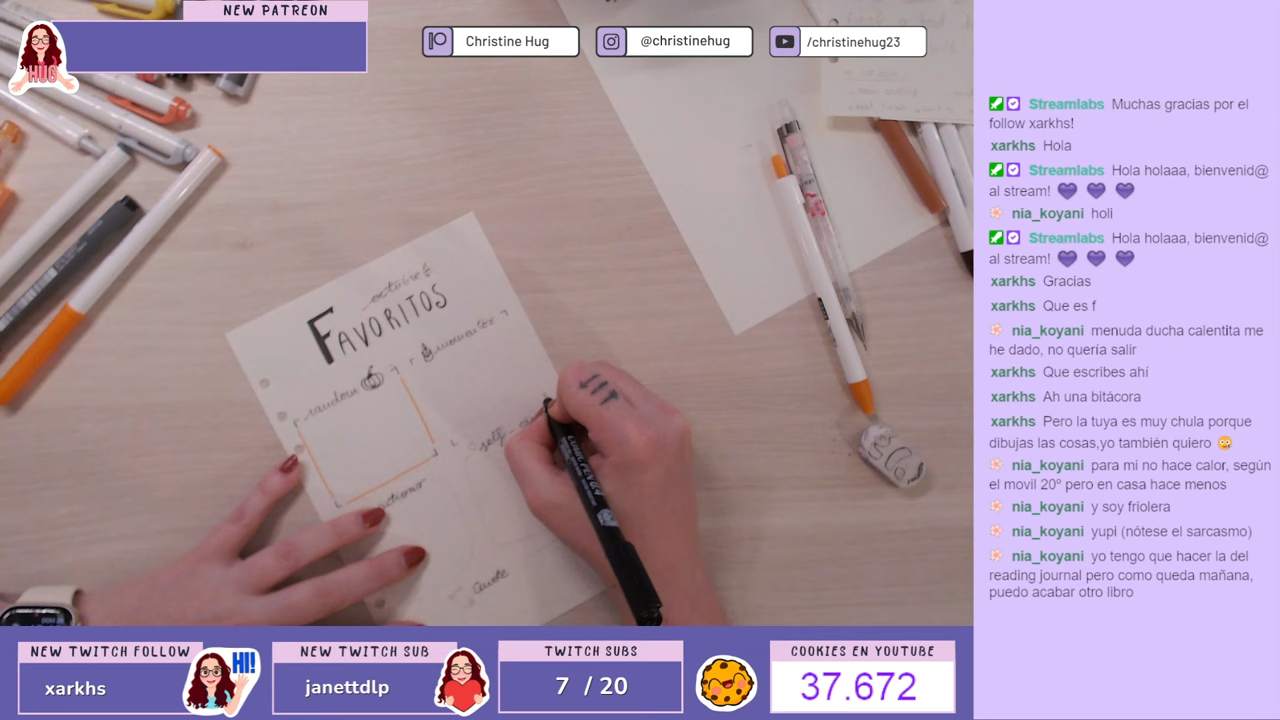 NEW PATREON
HUG
Christine Hug
@christinehug
/christinehug23
octubre
FAVORITOS
random
momentos
self-
Quote
Streamlabs Muchas gracias por el
follow xarkhs!
xarkhs Hola
Streamlabs Hola holaaa, bienvenid@
al stream!
nia_koyani holi
Streamlabs Hola holaaa, bienvenid@
al stream!
xarkhs Gracias
xarkhs Que es f
nia_koyani menuda ducha calentita me
he dado, no quería salir
xarkhs Que escribes ahí
xarkhs Ah una bitácora
xarkhs Pero la tuya es muy chula porque
dibujas las cosas,yo también quiero
nia_koyani para mi no hace calor, según
el movil 20º pero en casa hace menos
nia_koyani y soy friolera
nia_koyani yupi (nótese el sarcasmo)
nia_koyani yo tengo que hacer la del
reading journal pero como queda mañana,
puedo acabar otro libro
NEW TWITCH FOLLOW
xarkhs
HI!
NEW TWITCH SUB
janettdlp
TWITCH SUBS
7 / 20
COOKIES EN YOUTUBE
37.672